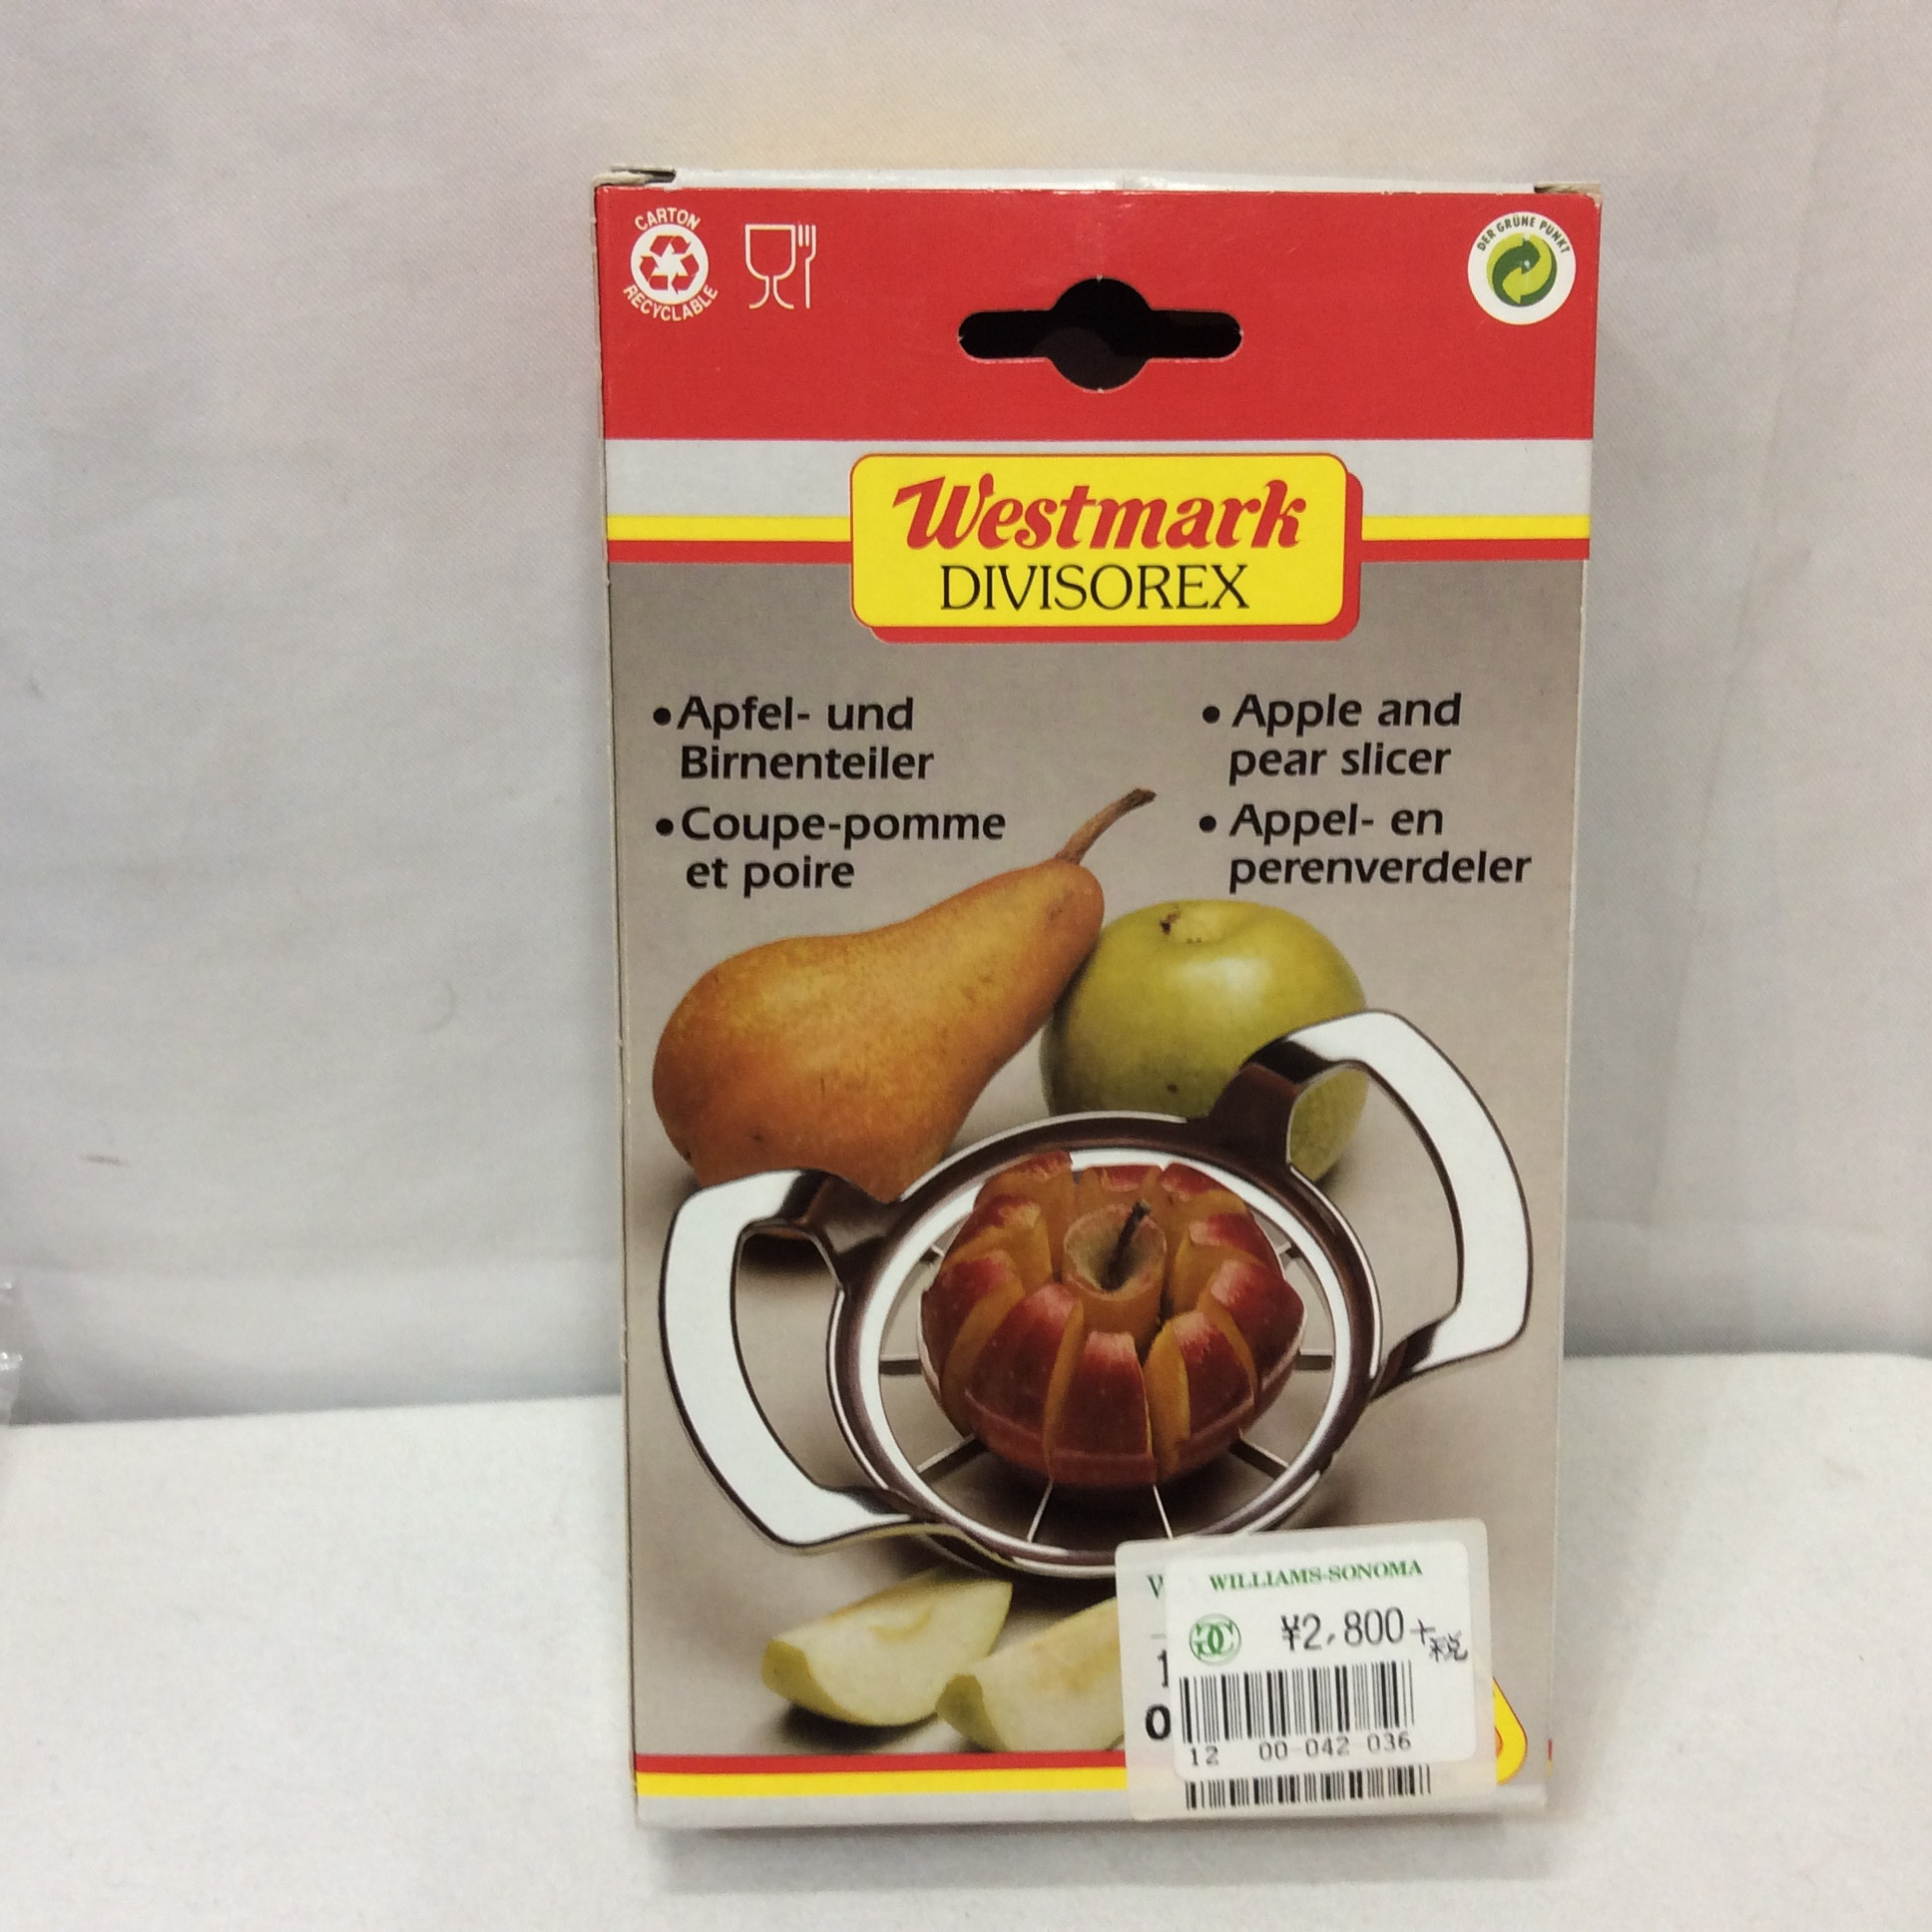 CARTON
RECYCLABLE
DER GRÜNE PUNKT
Westmark
DIVISOREX
•Apfel- und
Birnenteiler
•Coupe-pomme
et poire
• Apple and
pear slicer
• Appel- en
perenverdeler
WILLIAMS-SONOMA
¥2,800+税
12 00-042 036